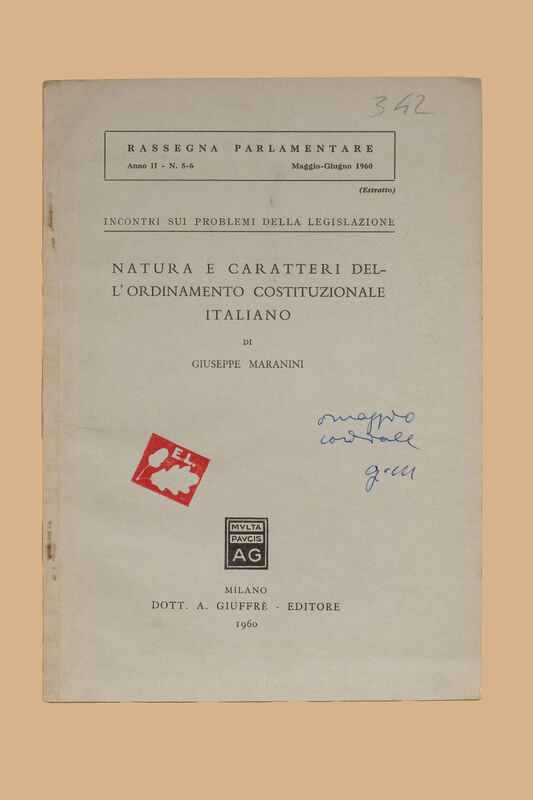 342
RASSEGNA PARLAMENTARE
Anno II - N. 5-6 Maggio-Giugno 1960
(Estratto)
INCONTRI SUI PROBLEMI DELLA LEGISLAZIONE
NATURA E CARATTERI DEL-
L'ORDINAMENTO COSTITUZIONALE
ITALIANO
DI
GIUSEPPE MARANINI
omaggio
cordiale
g. m
E.L.
MVLTA
PAVCIS
AG
MILANO
DOTT. A. GIUFFRÈ - EDITORE
1960